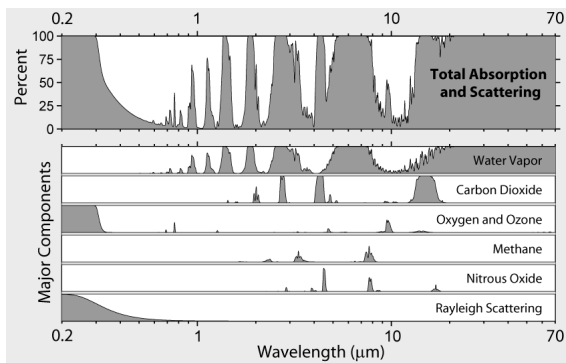 0.2 1 10 70
100
75
50
25
0
Percent
Total Absorption
and Scattering
Major Components
Water Vapor
Carbon Dioxide
Oxygen and Ozone
Methane
Nitrous Oxide
Rayleigh Scattering
0.2 1 10 70
Wavelength (μm)